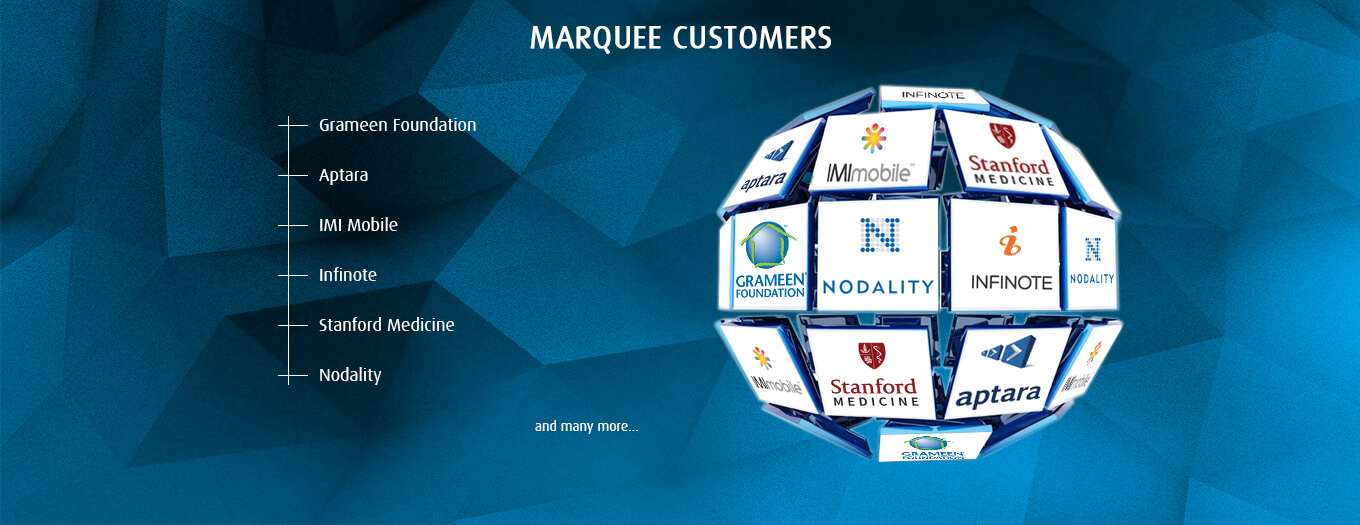 MARQUEE CUSTOMERS
Grameen Foundation
Aptara
IMI Mobile
Infinote
Stanford Medicine
Nodality
and many more...
INFINOTE
aptara
IMImobile™
Stanford
MEDICINE
GRAMEEN
FOUNDATION
NODALITY
INFINOTE
NODALITY
IMImobile
Stanford
MEDICINE
aptara
IMImobile
GRAMEEN
FOUNDATION